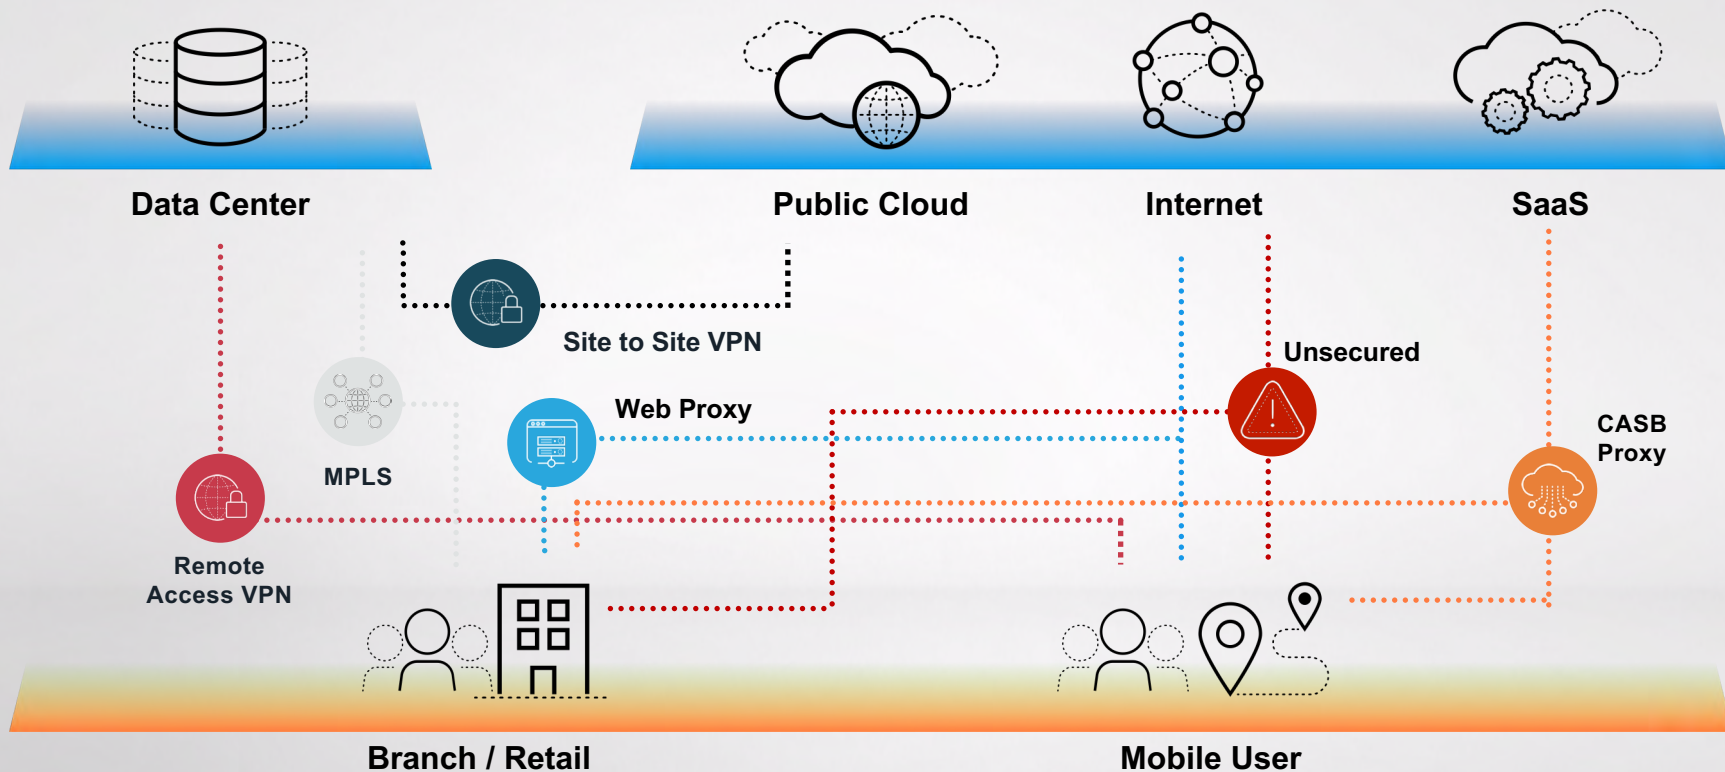 Data Center
Public Cloud
Internet
SaaS
Site to Site VPN
Unsecured
Web Proxy
CASB
Proxy
MPLS
Remote
Access VPN
Branch / Retail
Mobile User